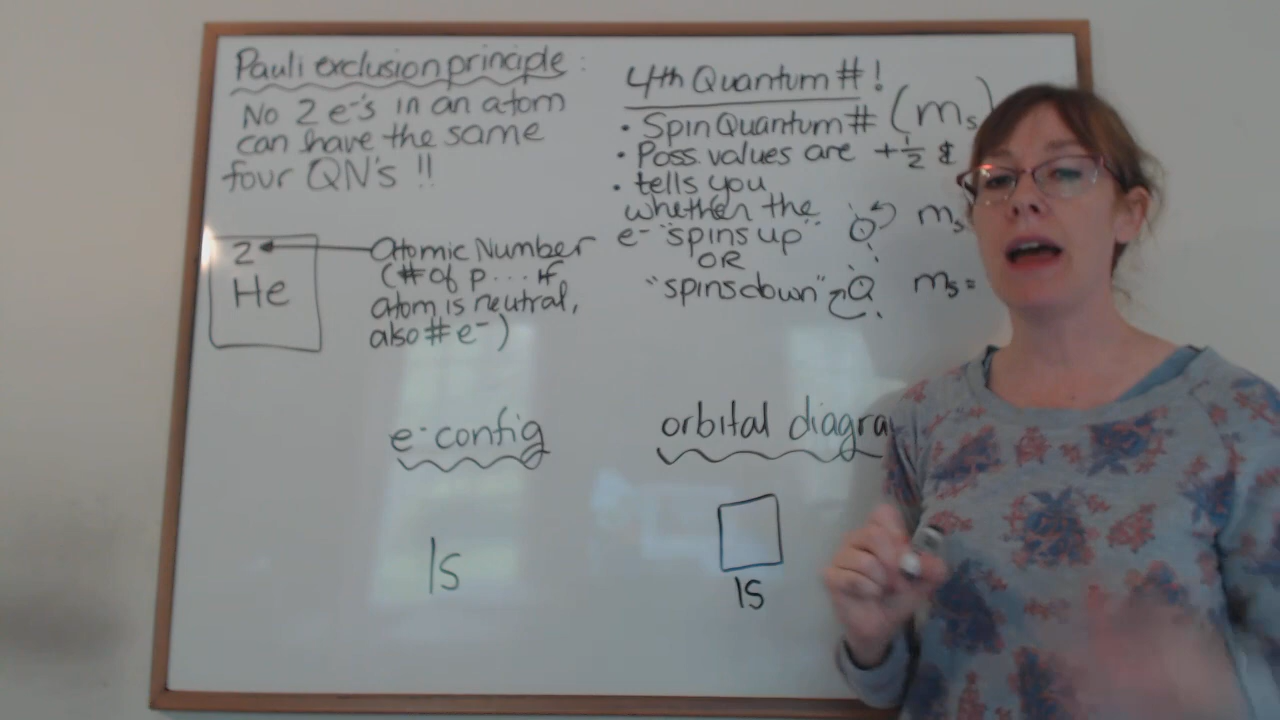 Pauli exclusion principle:
No 2 e⁻'s in an atom
can have the same
four QN's !!
2
He
Atomic Number
(# of p... if
atom is neutral,
also # e⁻)
4th Quantum #!
• Spin Quantum # (ms)
• Poss. values are +1/2 &
• tells you
whether the
e⁻ "spins up"
OR
"spins down"
ms
ms =
e⁻config
1s
orbital diagra
1s